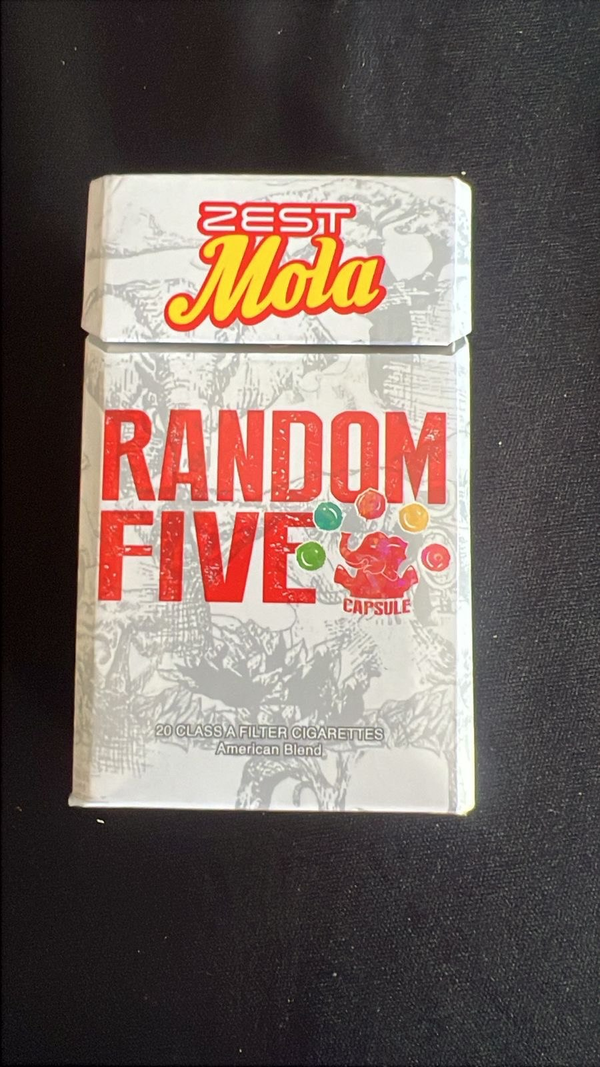 ZEST
Mola
RANDOM
FIVE
CAPSULE
20 CLASS A FILTER CIGARETTES
American Blend